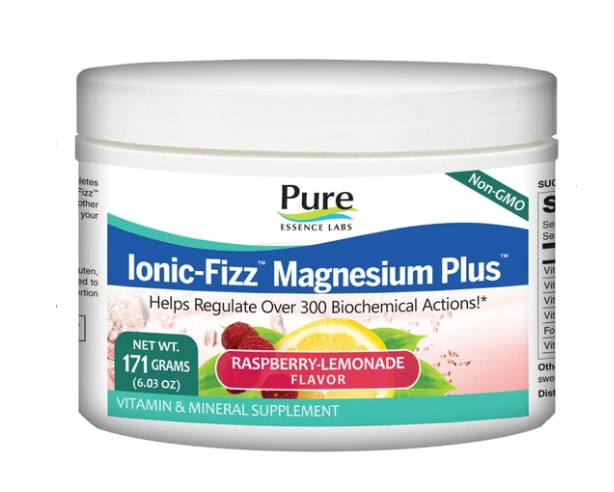 Pure
ESSENCE LABS
Non-GMO
Ionic-Fizz™ Magnesium Plus™
Helps Regulate Over 300 Biochemical Actions!*
NET WT.
171 GRAMS
(6.03 OZ)
RASPBERRY-LEMONADE
FLAVOR
VITAMIN & MINERAL SUPPLEMENT
your